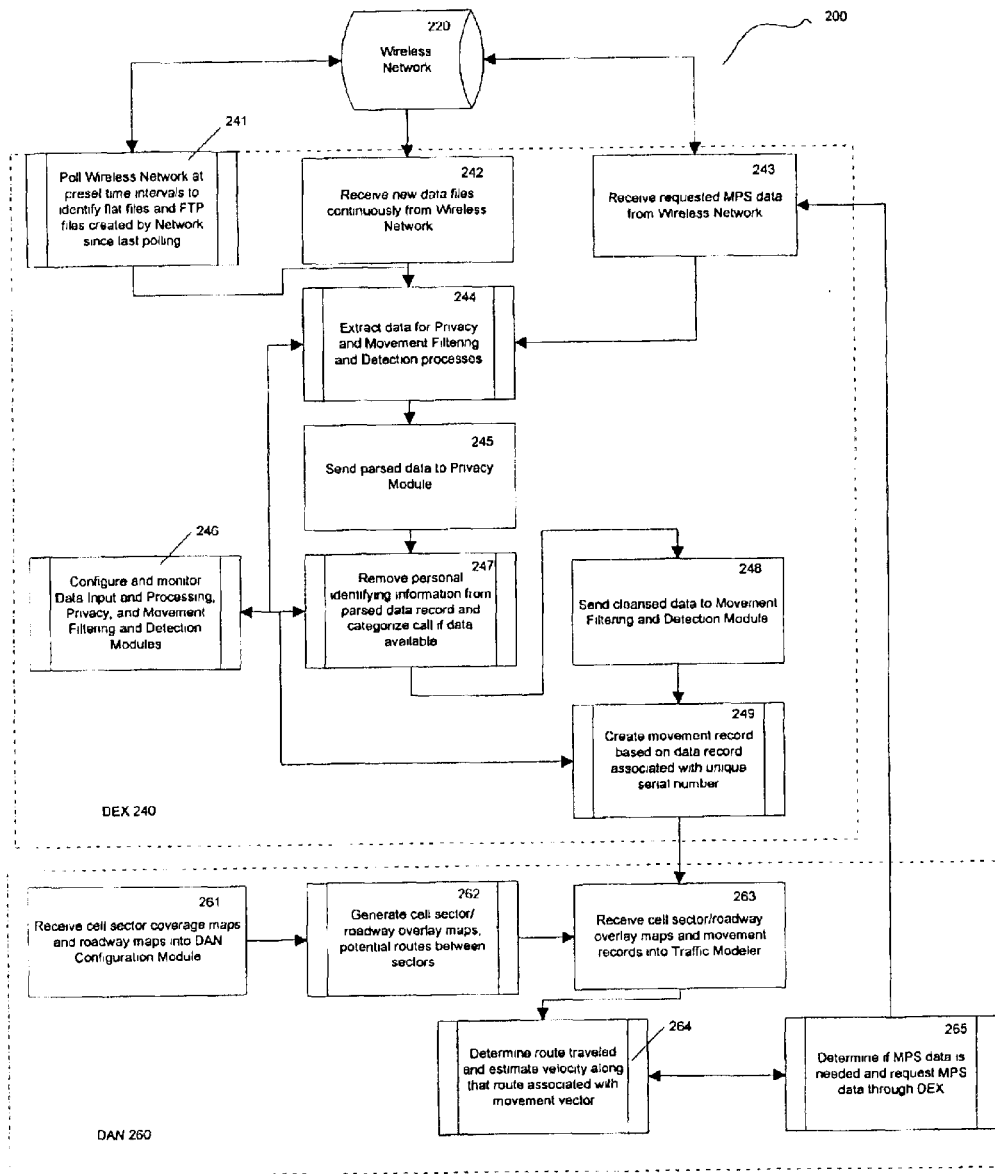 200
220
Wireless
Network
241
Poll Wireless Network at
preset time intervals to
identify flat files and FTP
files created by Network
since last polling
242
Receive new data files
continuously from Wireless
Network
243
Receive requested MPS data
from Wireless Network
244
Extract data for Privacy
and Movement Filtering
and Detection processes
245
Send parsed data to Privacy
Module
246
Configure and monitor
Data Input and Processing,
Privacy, and Movement
Filtering and Detection
Modules
247
Remove personal
identifying information from
parsed data record and
categorize call if data
available
248
Send cleansed data to Movement
Filtering and Detection Module
249
Create movement record
based on data record
associated with unique
serial number
DEX 240
261
Receive cell sector coverage maps
and roadway maps into DAN
Configuration Module
262
Generate cell sector/
roadway overlay maps,
potential routes between
sectors
263
Receive cell sector/roadway
overlay maps and movement
records into Traffic Modeler
264
Determine route traveled
and estimate velocity along
that route associated with
movement vector
265
Determine if MPS data is
needed and request MPS
data through DEX
DAN 260